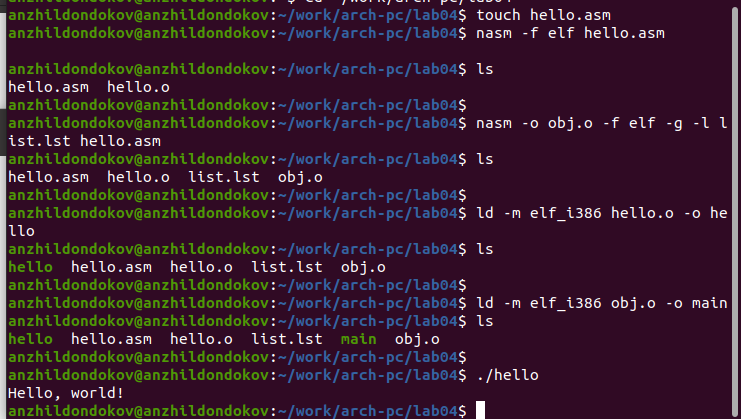 anzhildondokov@anzhildondokov:~/work/arch-pc/lab04$ touch hello.asm
anzhildondokov@anzhildondokov:~/work/arch-pc/lab04$ nasm -f elf hello.asm
anzhildondokov@anzhildondokov:~/work/arch-pc/lab04$ ls
hello.asm  hello.o
anzhildondokov@anzhildondokov:~/work/arch-pc/lab04$
anzhildondokov@anzhildondokov:~/work/arch-pc/lab04$ nasm -o obj.o -f elf -g -l l
ist.lst hello.asm
anzhildondokov@anzhildondokov:~/work/arch-pc/lab04$ ls
hello.asm  hello.o  list.lst  obj.o
anzhildondokov@anzhildondokov:~/work/arch-pc/lab04$
anzhildondokov@anzhildondokov:~/work/arch-pc/lab04$ ld -m elf_i386 hello.o -o he
llo
anzhildondokov@anzhildondokov:~/work/arch-pc/lab04$ ls
hello  hello.asm  hello.o  list.lst  obj.o
anzhildondokov@anzhildondokov:~/work/arch-pc/lab04$
anzhildondokov@anzhildondokov:~/work/arch-pc/lab04$ ld -m elf_i386 obj.o -o main
anzhildondokov@anzhildondokov:~/work/arch-pc/lab04$ ls
hello  hello.asm  hello.o  list.lst  main  obj.o
anzhildondokov@anzhildondokov:~/work/arch-pc/lab04$
anzhildondokov@anzhildondokov:~/work/arch-pc/lab04$ ./hello
Hello, world!
anzhildondokov@anzhildondokov:~/work/arch-pc/lab04$